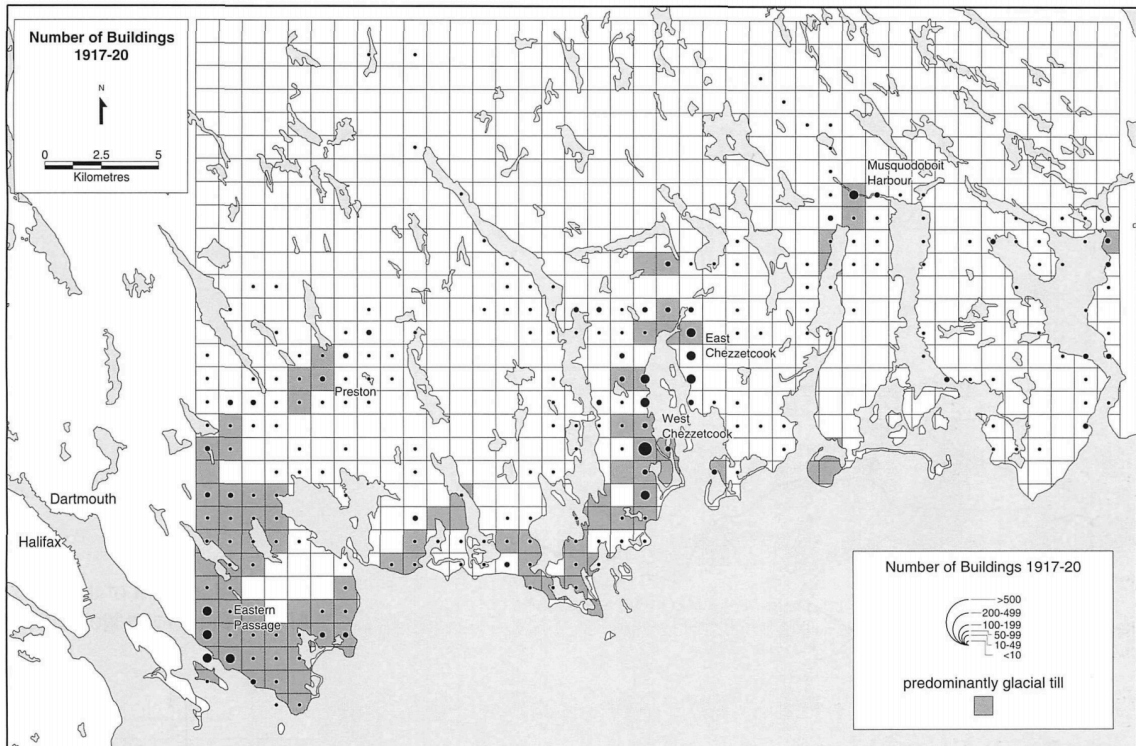 Number of Buildings
1917-20
N
0 2.5 5
Kilometres
Musquodoboit
Harbour
East
Chezzetcook
Preston
West
Chezzetcook
Dartmouth
Halifax
Eastern
Passage
Number of Buildings 1917-20
>500
200-499
100-199
50-99
10-49
<10
predominantly glacial till